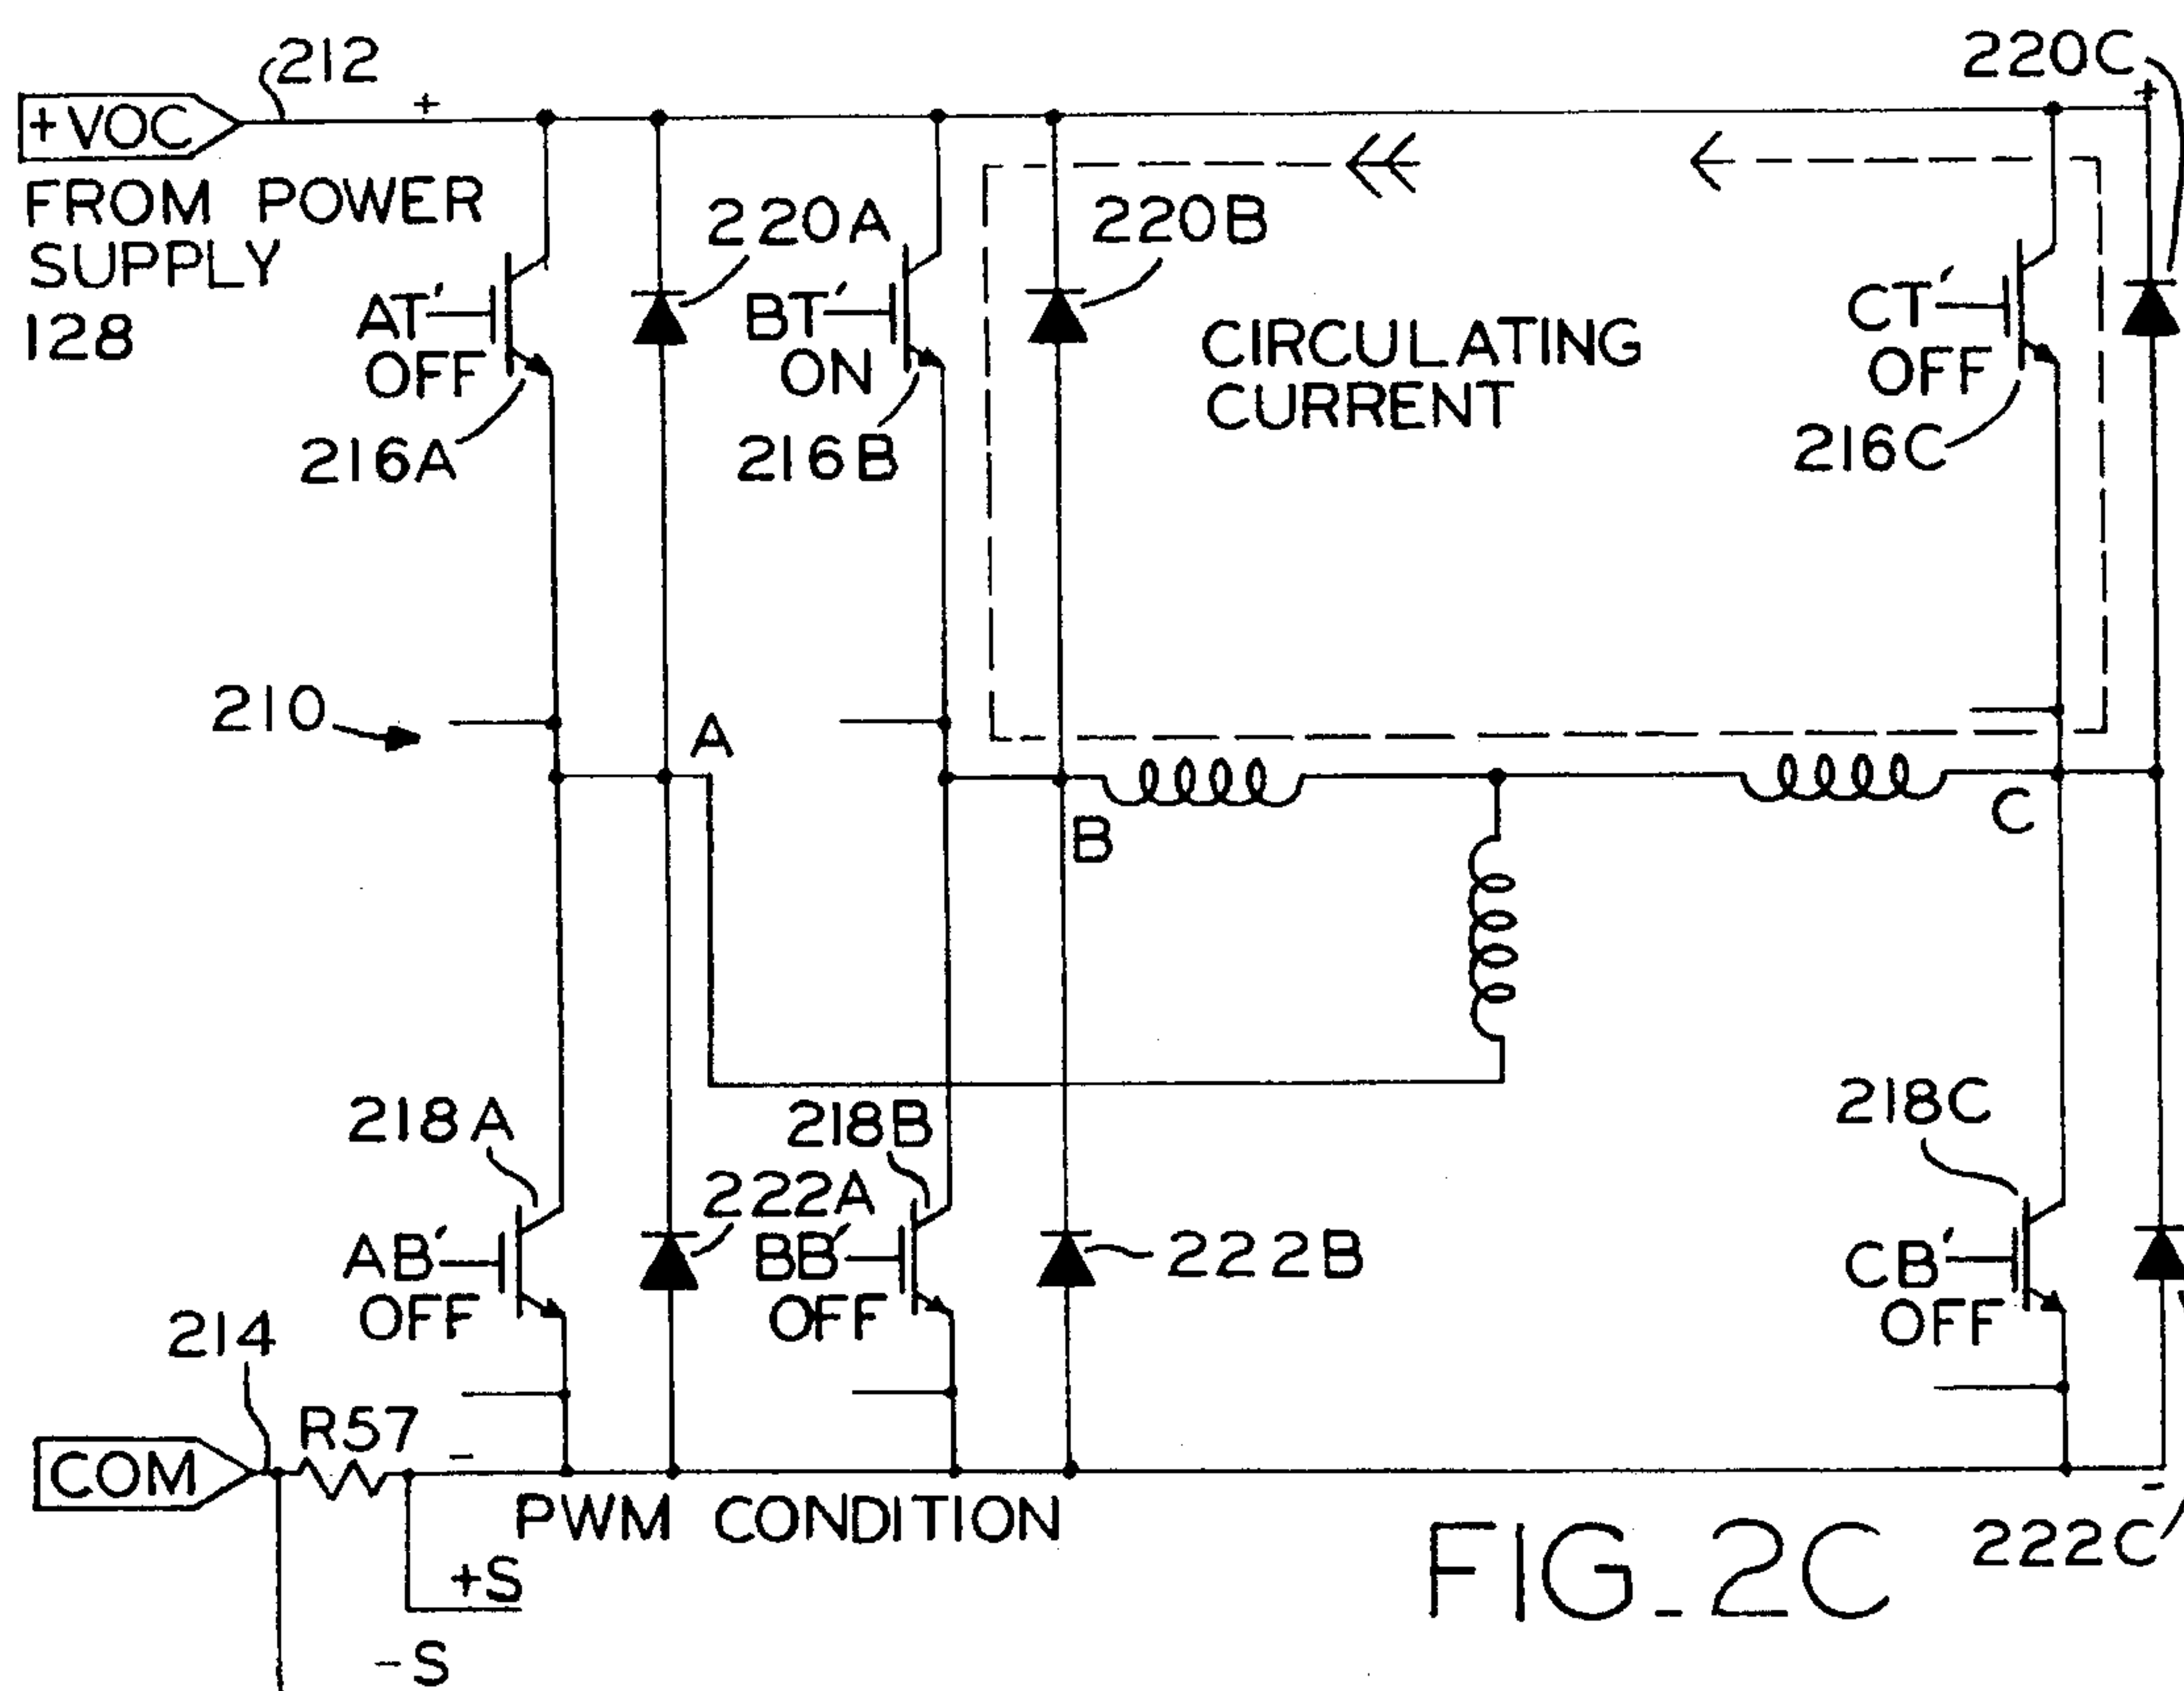 212
220C
+
+
+VOC
FROM POWER
SUPPLY
128
220A
220B
AT′
OFF
BT′
ON
CIRCULATING
CURRENT
CT′
OFF
216A
216B
216C
210
A
B
C
218A
218B
218C
222A
222B
AB′
OFF
BB′
OFF
CB′
OFF
214
R57
-
COM
-
PWM CONDITION
222C
+S
-S
FIG_2C